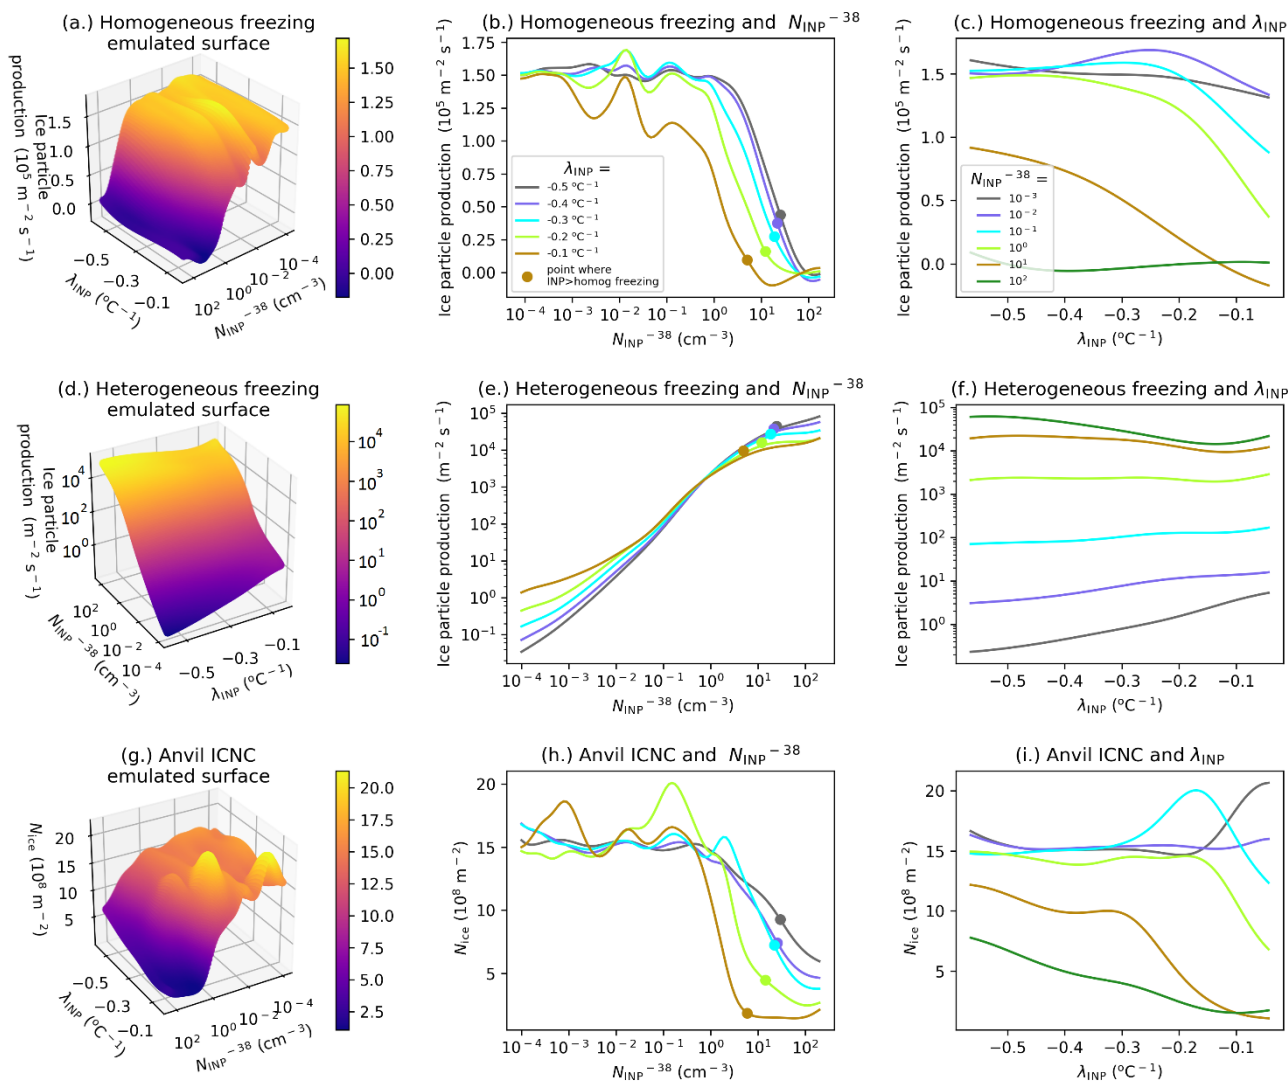 (a.) Homogeneous freezing
emulated surface
Ice particle
production (10⁵ m⁻² s⁻¹)
1.5
1.0
0.5
0.0
−0.5
−0.3
−0.1
λINP (ᵒC⁻¹)
10² 10⁰ 10⁻² 10⁻⁴
NINP⁻³⁸ (cm⁻³)
1.50
1.25
1.00
0.75
0.50
0.25
0.00
(b.) Homogeneous freezing and NINP⁻³⁸
Ice particle production (10⁵ m⁻² s⁻¹)
1.75
1.50
1.25
1.00
0.75
0.50
0.25
0.00
λINP =
-0.5 ᵒC⁻¹
-0.4 ᵒC⁻¹
-0.3 ᵒC⁻¹
-0.2 ᵒC⁻¹
-0.1 ᵒC⁻¹
point where
INP>homog freezing
10⁻⁴ 10⁻³ 10⁻² 10⁻¹ 10⁰ 10¹ 10²
NINP⁻³⁸ (cm⁻³)
(c.) Homogeneous freezing and λINP
Ice particle production (10⁵ m⁻² s⁻¹)
1.5
1.0
0.5
0.0
NINP⁻³⁸ =
10⁻³
10⁻²
10⁻¹
10⁰
10¹
10²
−0.5 −0.4 −0.3 −0.2 −0.1
λINP (ᵒC⁻¹)
(d.) Heterogeneous freezing
emulated surface
Ice particle
production (m⁻² s⁻¹)
10⁴
10²
10⁰
10² 10⁰ 10⁻² 10⁻⁴
NINP⁻³⁸ (cm⁻³)
−0.5
−0.3
−0.1
λINP (ᵒC⁻¹)
10⁴
10³
10²
10¹
10⁰
10⁻¹
(e.) Heterogeneous freezing and NINP⁻³⁸
Ice particle production (m⁻² s⁻¹)
10⁵
10⁴
10³
10²
10¹
10⁰
10⁻¹
10⁻⁴ 10⁻³ 10⁻² 10⁻¹ 10⁰ 10¹ 10²
NINP⁻³⁸ (cm⁻³)
(f.) Heterogeneous freezing and λINP
Ice particle production (m⁻² s⁻¹)
10⁵
10⁴
10³
10²
10¹
10⁰
−0.5 −0.4 −0.3 −0.2 −0.1
λINP (ᵒC⁻¹)
(g.) Anvil ICNC
emulated surface
Nice (10⁸ m⁻²)
20
15
10
5
−0.5
−0.3
−0.1
λINP (ᵒC⁻¹)
10² 10⁰ 10⁻² 10⁻⁴
NINP⁻³⁸ (cm⁻³)
20.0
17.5
15.0
12.5
10.0
7.5
5.0
2.5
(h.) Anvil ICNC and NINP⁻³⁸
Nice (10⁸ m⁻²)
20
15
10
5
10⁻⁴ 10⁻³ 10⁻² 10⁻¹ 10⁰ 10¹ 10²
NINP⁻³⁸ (cm⁻³)
(i.) Anvil ICNC and λINP
Nice (10⁸ m⁻²)
20
15
10
5
−0.5 −0.4 −0.3 −0.2 −0.1
λINP (ᵒC⁻¹)